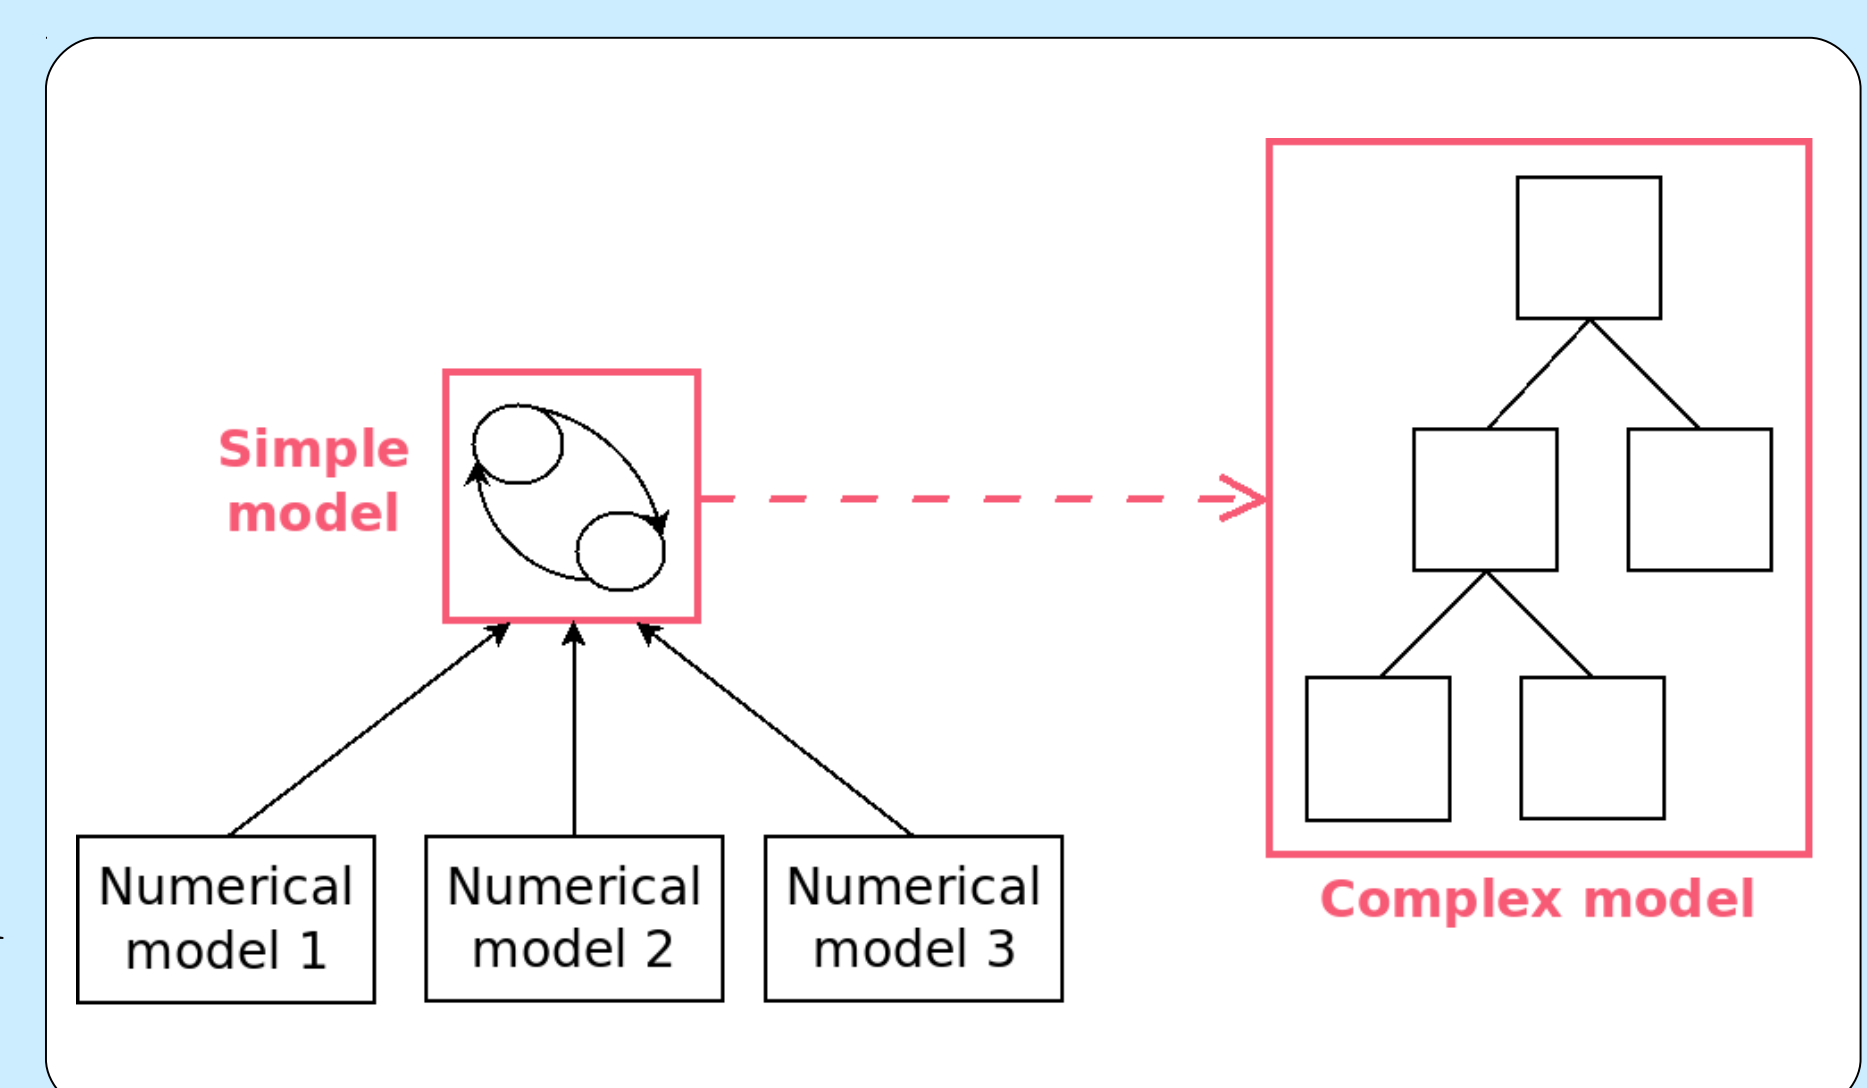 Simple
model
Numerical
model 1
Numerical
model 2
Numerical
model 3
Complex model